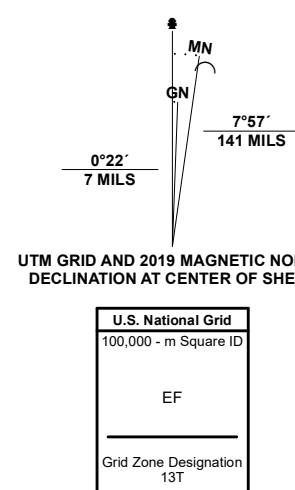 MN
GN
7°57´
141 MILS
0°22´
7 MILS
UTM GRID AND 2019 MAGNETIC NO
DECLINATION AT CENTER OF SHE
U.S. National Grid
100,000 - m Square ID
EF
Grid Zone Designation
13T